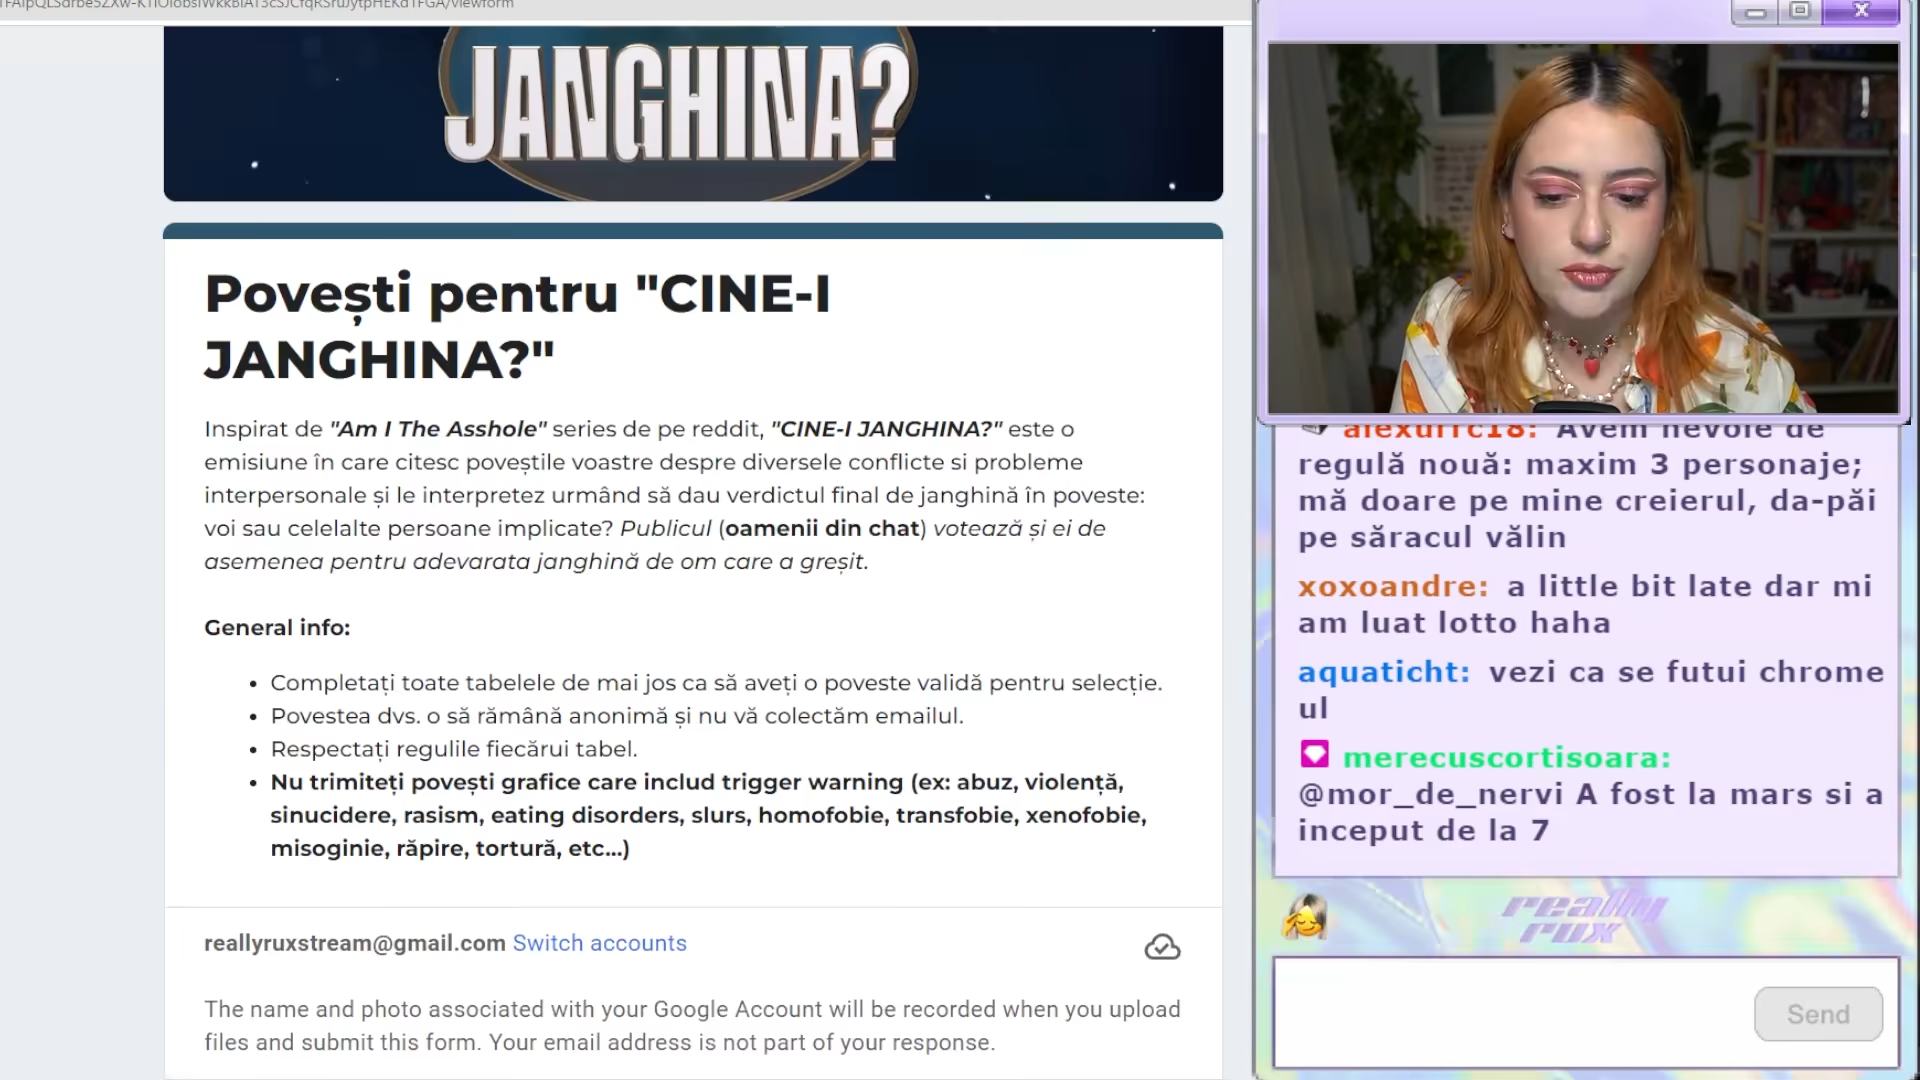 JANGHINA?
Povești pentru "CINE-I
JANGHINA?"
Inspirat de "Am I The Asshole" series de pe reddit, "CINE-I JANGHINA?" este o
emisiune în care citesc poveștile voastre despre diversele conflicte si probleme
interpersonale și le interpretez urmând să dau verdictul final de janghină în poveste:
voi sau celelalte persoane implicate? Publicul (oamenii din chat) votează și ei de
asemenea pentru adevarata janghină de om care a greșit.
General info:
• Completați toate tabelele de mai jos ca să aveți o poveste validă pentru selecție.
• Povestea dvs. o să rămână anonimă și nu vă colectăm emailul.
• Respectați regulile fiecărui tabel.
• Nu trimiteți povești grafice care includ trigger warning (ex: abuz, violență,
sinucidere, rasism, eating disorders, slurs, homofobie, transfobie, xenofobie,
misoginie, răpire, tortură, etc...)
reallyruxstream@gmail.com Switch accounts
The name and photo associated with your Google Account will be recorded when you upload
files and submit this form. Your email address is not part of your response.
alexurrc18: Avem nevoie de
regulă nouă: maxim 3 personaje;
mă doare pe mine creierul, da-păi
pe săracul vălin
xoxoandre: a little bit late dar mi
am luat lotto haha
aquaticht: vezi ca se futui chrome
ul
merecuscortisoara:
@mor_de_nervi A fost la mars si a
inceput de la 7
really
rux
Send